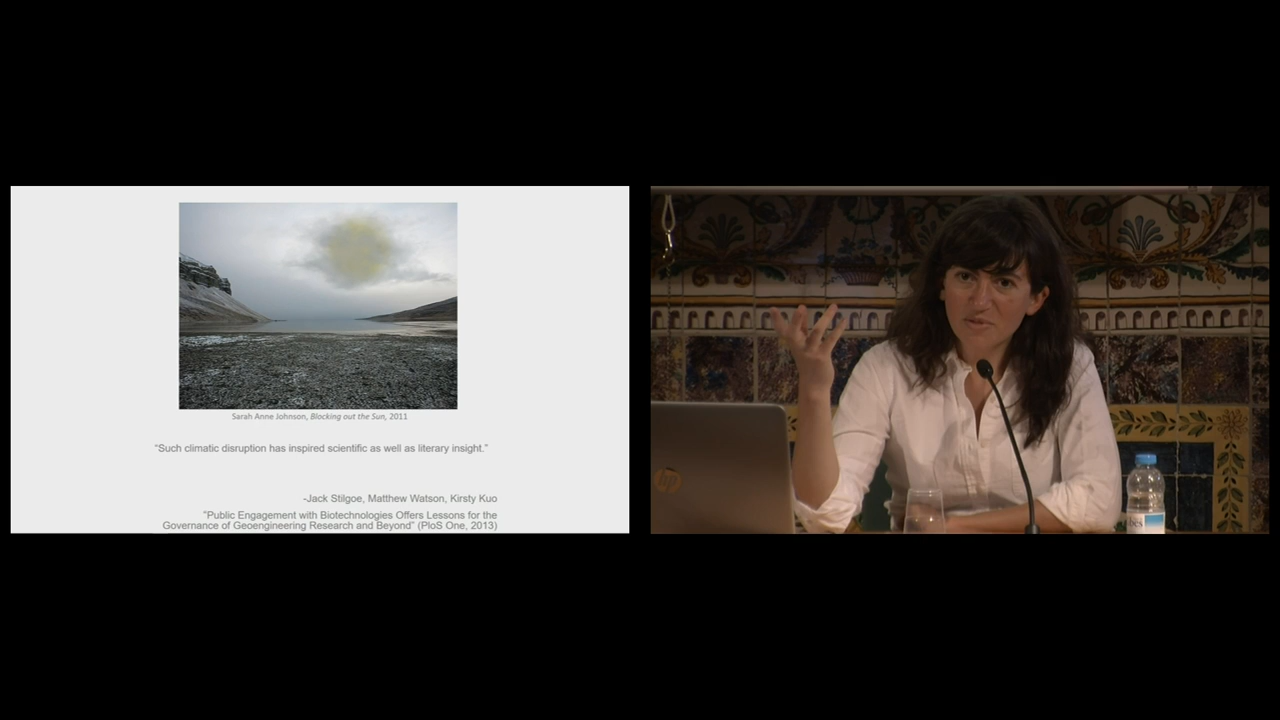 Sarah Anne Johnson, Blocking out the Sun, 2011
“Such climatic disruption has inspired scientific as well as literary insight.”
-Jack Stilgoe, Matthew Watson, Kirsty Kuo
“Public Engagement with Biotechnologies Offers Lessons for the
Governance of Geoengineering Research and Beyond” (PloS One, 2013)
hp